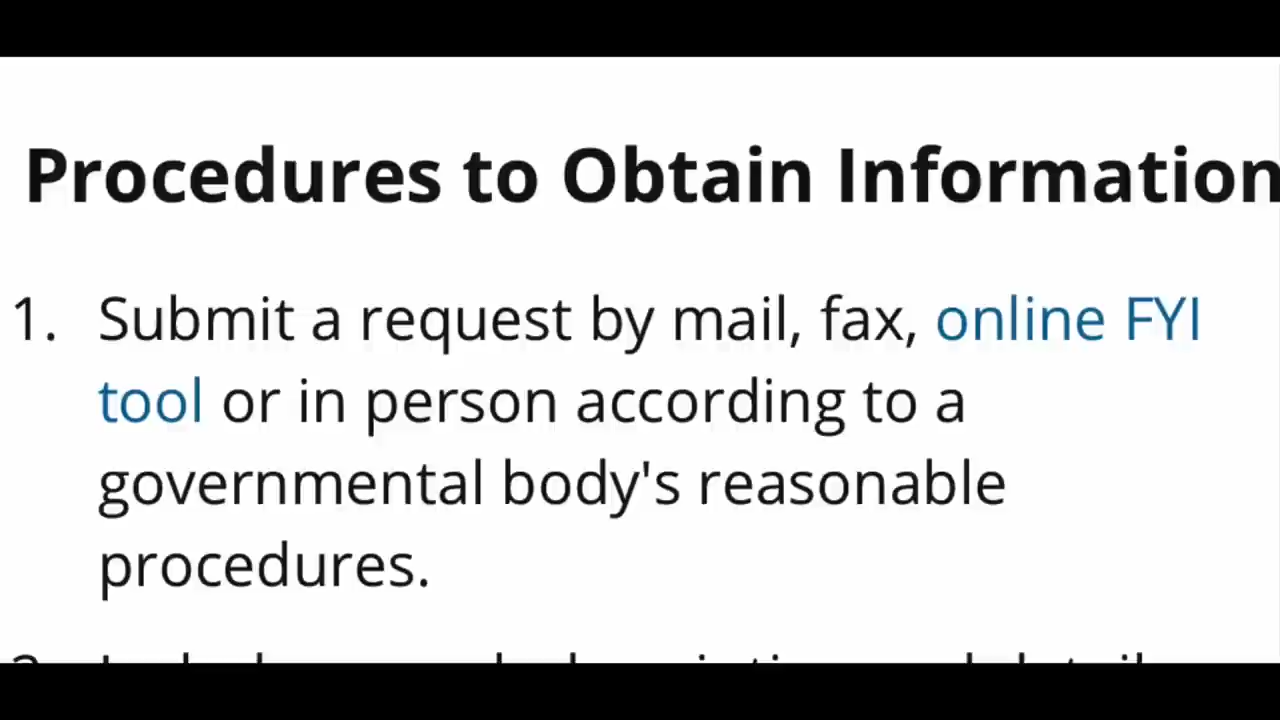 Procedures to Obtain Information
1. Submit a request by mail, fax, online FYI
tool or in person according to a
governmental body's reasonable
procedures.